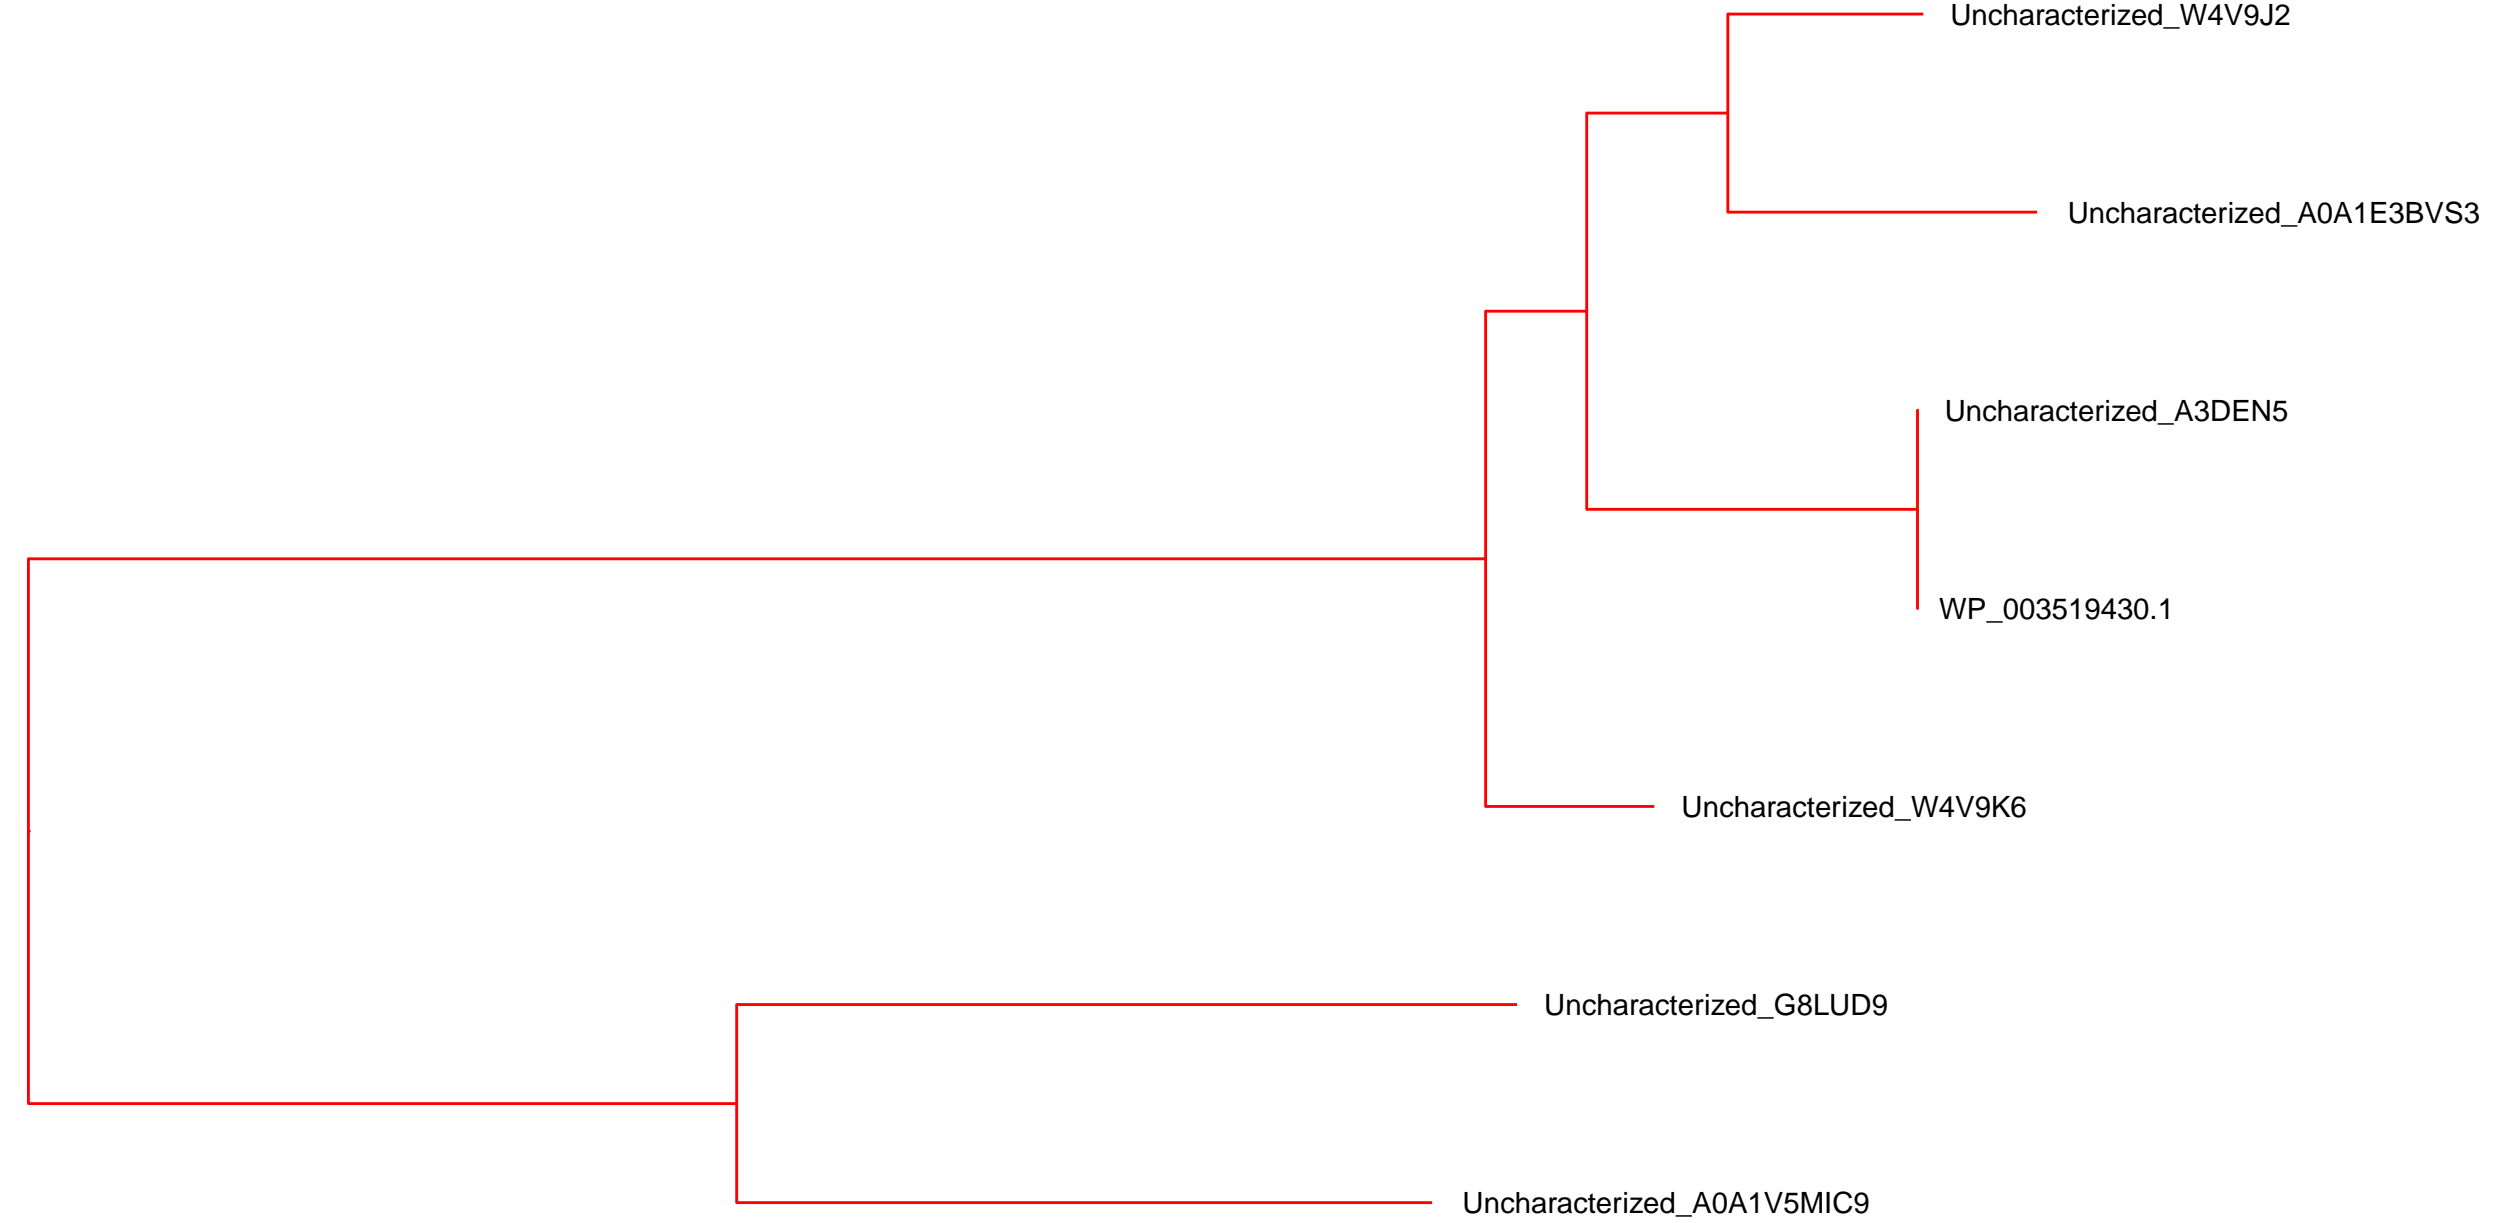 Uncharacterized_W4V9J2
Uncharacterized_A0A1E3BVS3
Uncharacterized_A3DEN5
WP_003519430.1
Uncharacterized_W4V9K6
Uncharacterized_G8LUD9
Uncharacterized_A0A1V5MIC9